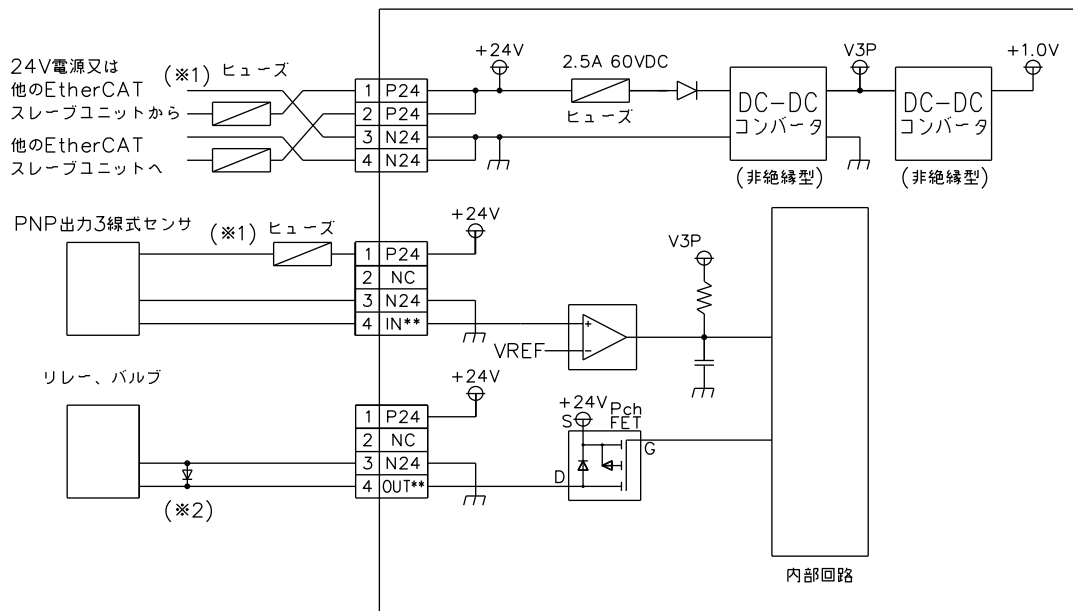 24V電源又は
他のEtherCAT
スレーブユニットから
他のEtherCAT
スレーブユニットへ
(※1) ヒューズ
1 P24
2 P24
3 N24
4 N24
+24V
2.5A 60VDC
ヒューズ
DC-DC
コンバータ
(非絶縁型)
V3P
DC-DC
コンバータ
(非絶縁型)
+1.0V
PNP出力3線式センサ
(※1) ヒューズ
1 P24
2 NC
3 N24
4 IN**
+24V
VREF
+
-
V3P
リレー、バルブ
(※2)
1 P24
2 NC
3 N24
4 OUT**
+24V
+24V
S
Pch
FET
G
D
内部回路